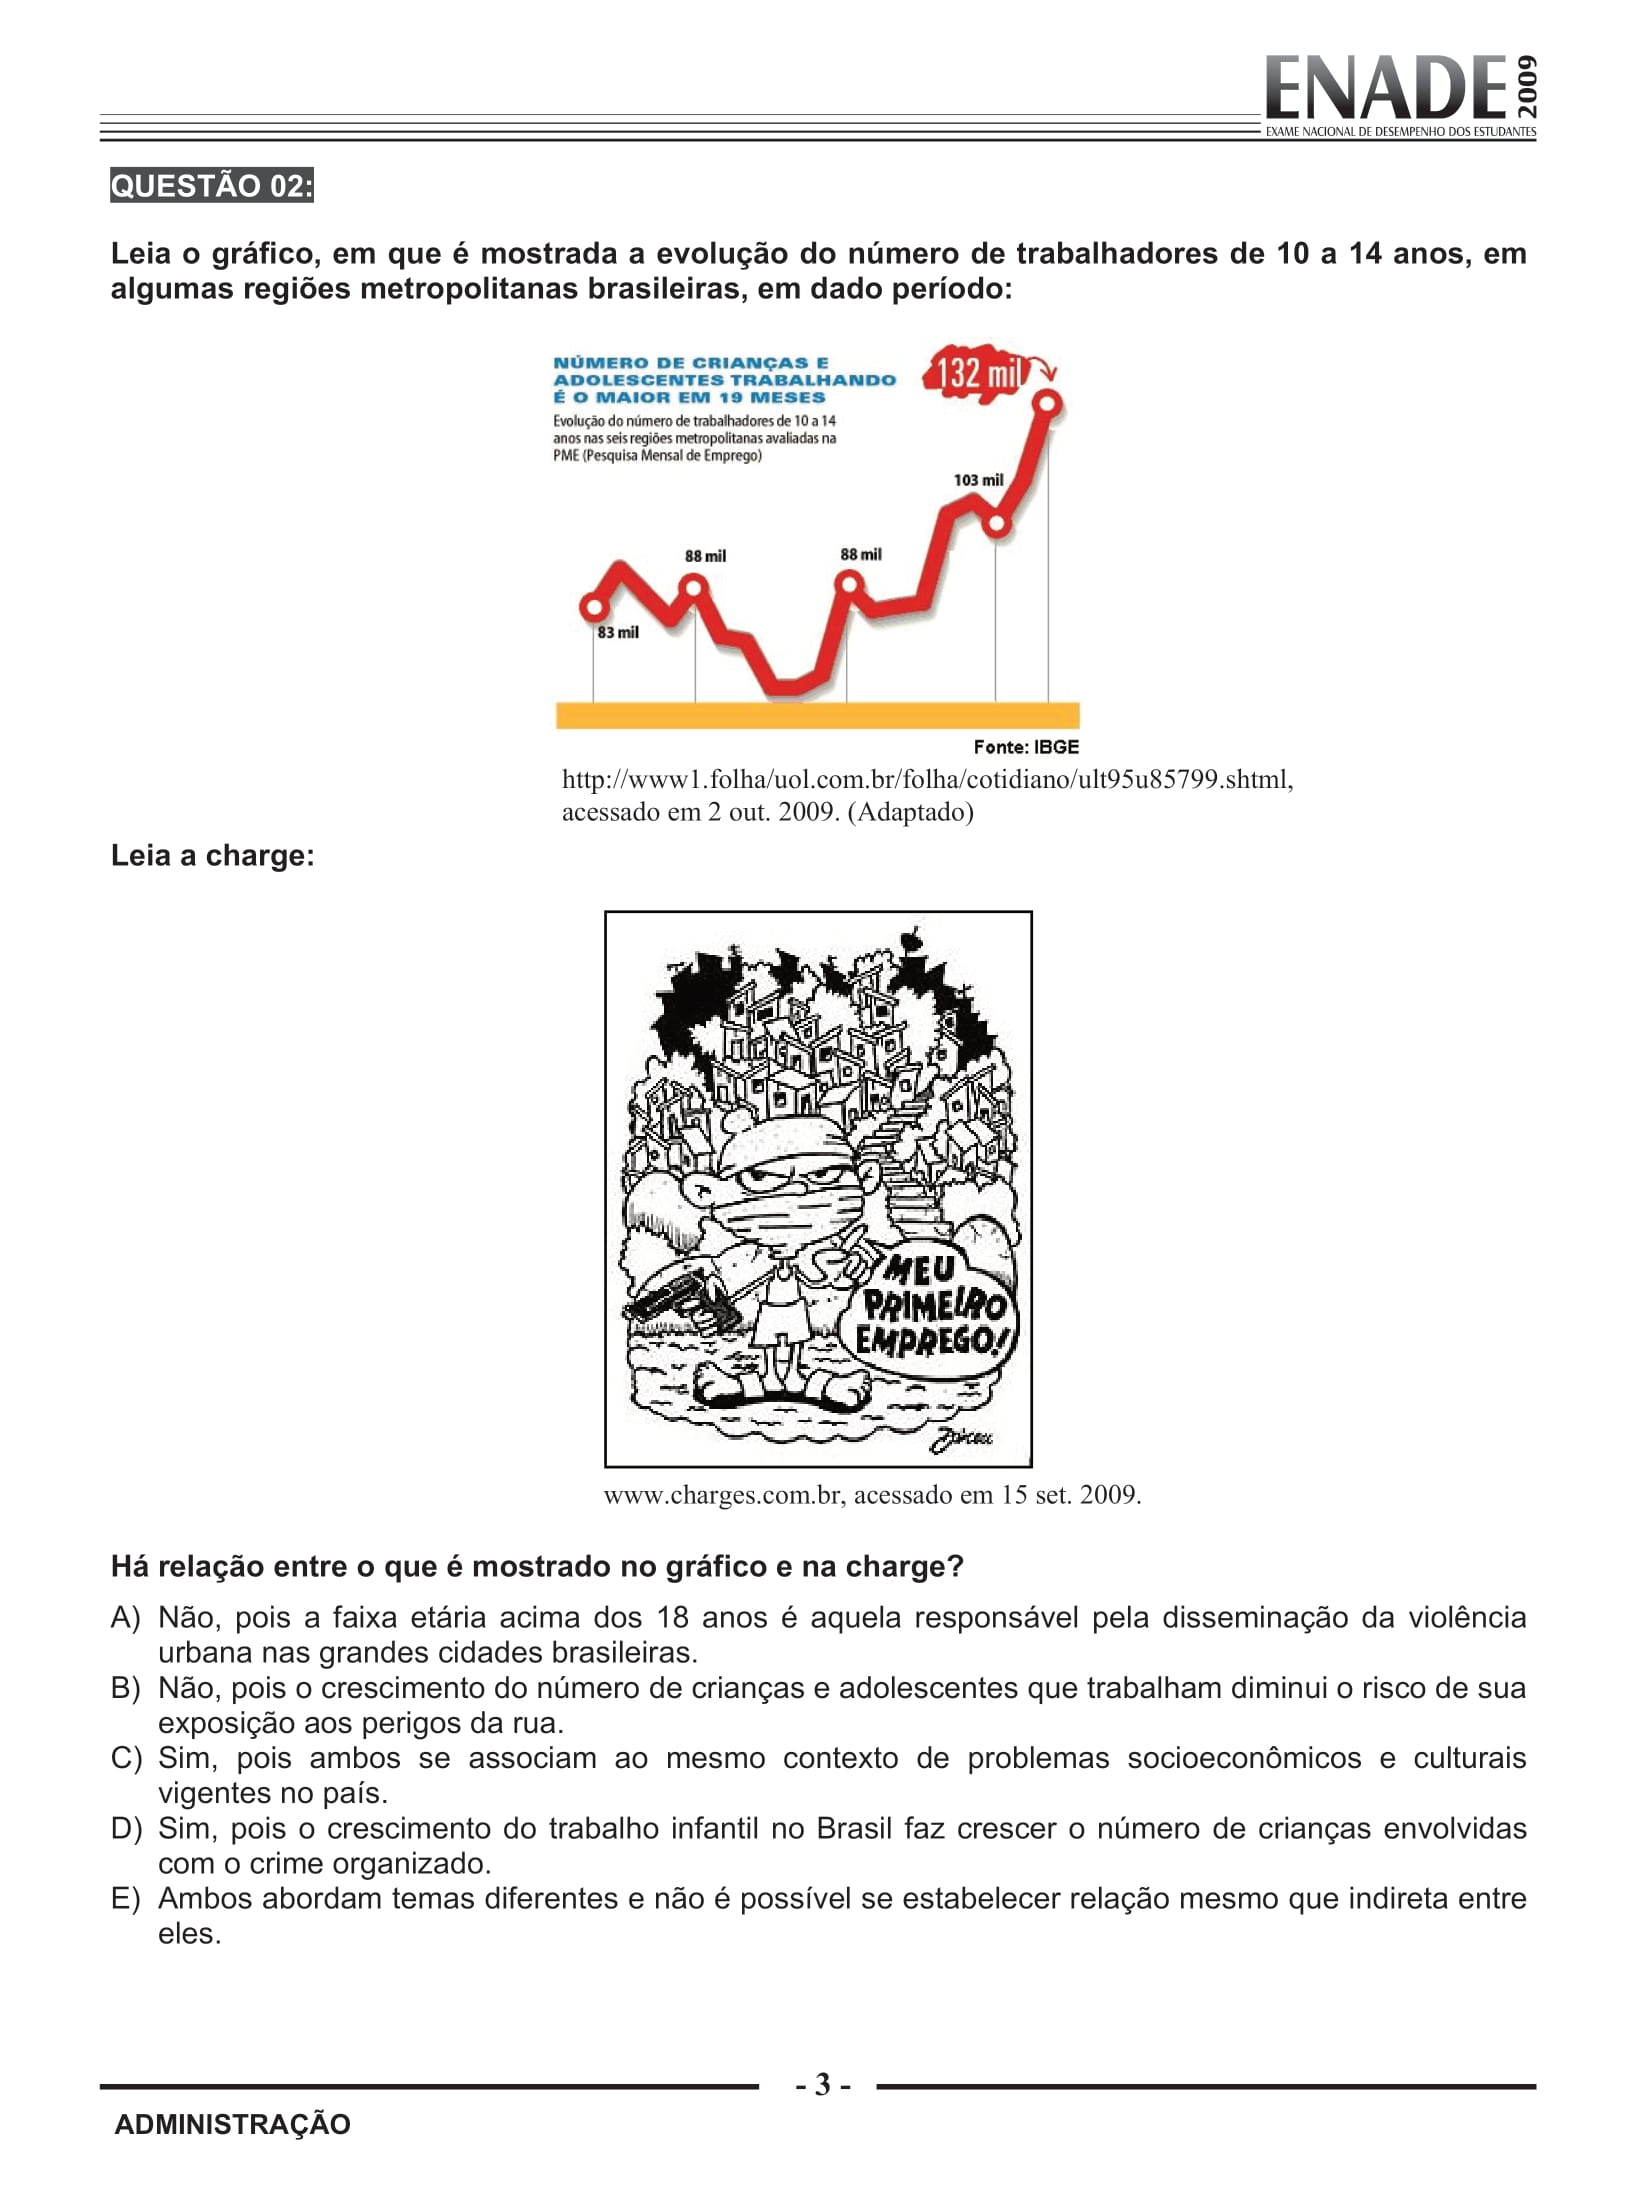 ENADE 2009
EXAME NACIONAL DE DESEMPENHO DOS ESTUDANTES
QUESTÃO 02:
Leia o gráfico, em que é mostrada a evolução do número de trabalhadores de 10 a 14 anos, em
algumas regiões metropolitanas brasileiras, em dado período:
NÚMERO DE CRIANÇAS E
ADOLESCENTES TRABALHANDO
É O MAIOR EM 19 MESES
Evolução do número de trabalhadores de 10 a 14
anos nas seis regiões metropolitanas avaliadas na
PME (Pesquisa Mensal de Emprego)
132 mil
103 mil
88 mil
88 mil
83 mil
Fonte: IBGE
http://www1.folha/uol.com.br/folha/cotidiano/ult95u85799.shtml,
acessado em 2 out. 2009. (Adaptado)
Leia a charge:
MEU
PRIMEIRO
EMPREGO!
www.charges.com.br, acessado em 15 set. 2009.
Há relação entre o que é mostrado no gráfico e na charge?
A) Não, pois a faixa etária acima dos 18 anos é aquela responsável pela disseminação da violência
urbana nas grandes cidades brasileiras.
B) Não, pois o crescimento do número de crianças e adolescentes que trabalham diminui o risco de sua
exposição aos perigos da rua.
C) Sim, pois ambos se associam ao mesmo contexto de problemas socioeconômicos e culturais
vigentes no país.
D) Sim, pois o crescimento do trabalho infantil no Brasil faz crescer o número de crianças envolvidas
com o crime organizado.
E) Ambos abordam temas diferentes e não é possível se estabelecer relação mesmo que indireta entre
eles.
- 3 -
ADMINISTRAÇÃO